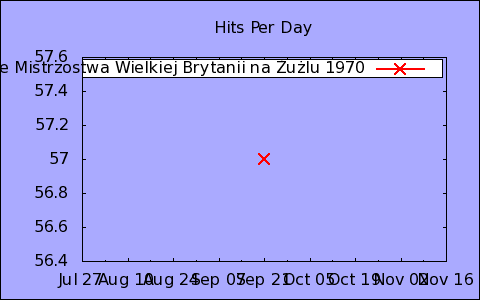 Hits Per Day
57.6
e Mistrzostwa Wielkiej Brytanii na Żużlu 1970
57.4
57.2
57
56.8
56.6
56.4
Jul 27 Aug 10 Aug 24 Sep 07 Sep 21 Oct 05 Oct 19 Nov 02 Nov 16